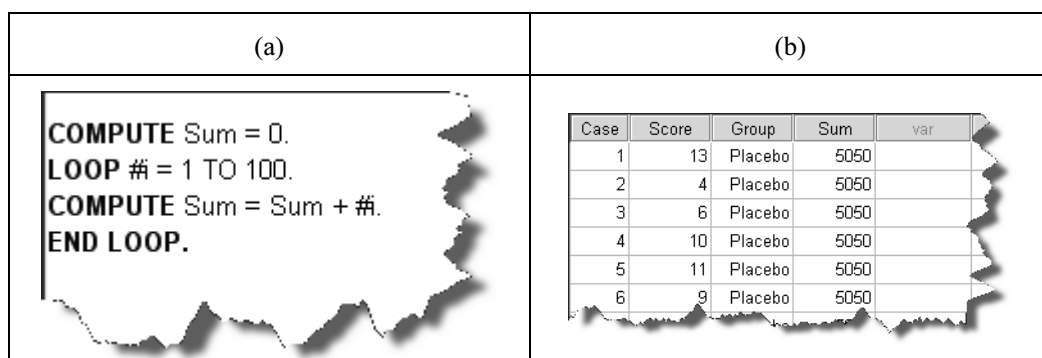 (a)
(b)
COMPUTE Sum = 0.
LOOP #i = 1 TO 100.
COMPUTE Sum = Sum + #i.
END LOOP.
Case Score Group Sum var
1 13 Placebo 5050
2 4 Placebo 5050
3 6 Placebo 5050
4 10 Placebo 5050
5 11 Placebo 5050
6 9 Placebo 5050